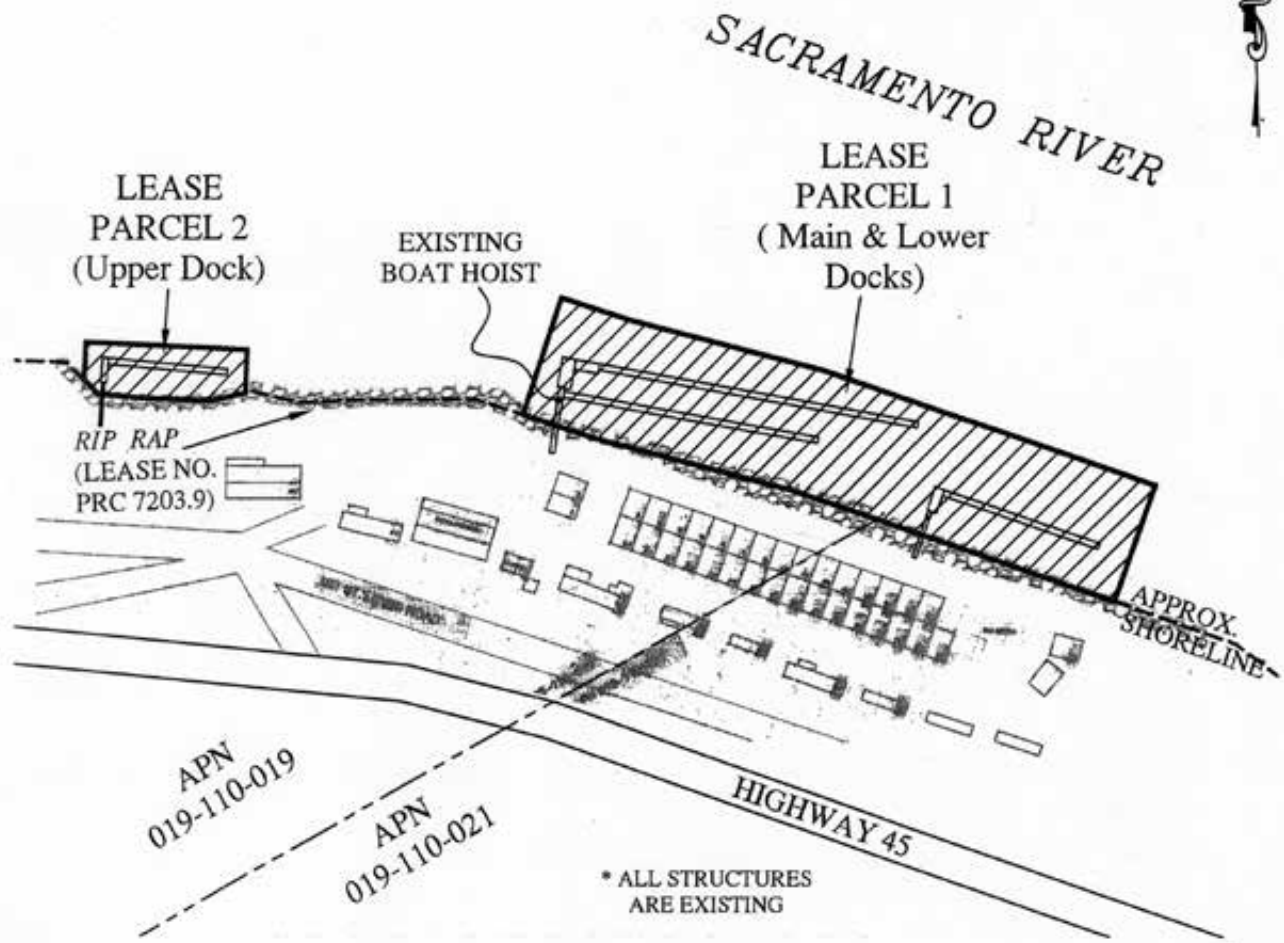 SACRAMENTO RIVER
LEASE
PARCEL 2
(Upper Dock)
EXISTING
BOAT HOIST
LEASE
PARCEL 1
( Main & Lower
Docks)
RIP RAP
(LEASE NO.
PRC 7203.9)
APPROX.
SHORELINE
APN
019-110-019
APN
019-110-021
HIGHWAY 45
* ALL STRUCTURES
ARE EXISTING